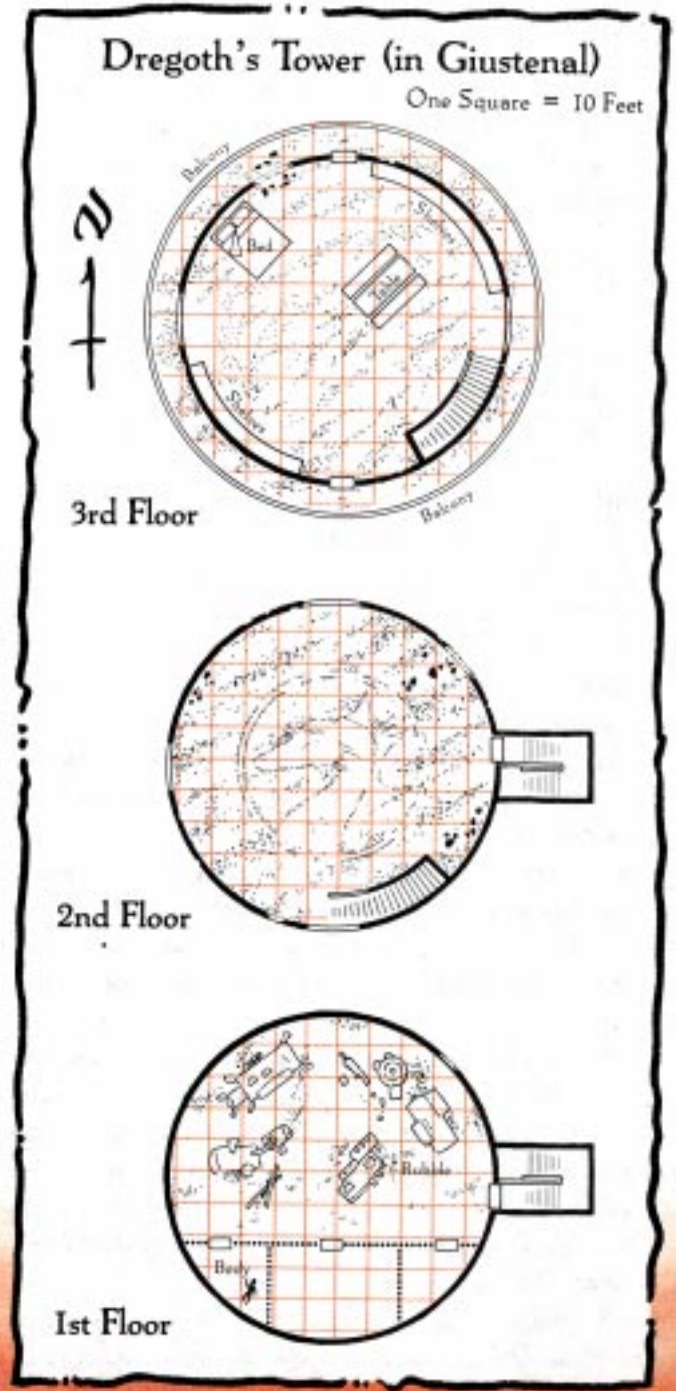 Dregoth's Tower (in Giustenal)
One Square = 10 Feet
Balcony
N
Shelves
Bed
Table
Shelves
Balcony
3rd Floor
2nd Floor
Rubble
Body
1st Floor